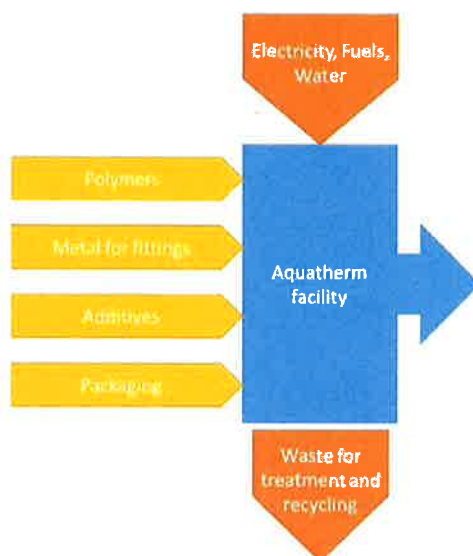 Electricity, Fuels,
Water
Polymers
Metal for fittings
Additives
Aquatherm
facility
Packaging
Waste for
treatment and
recycling